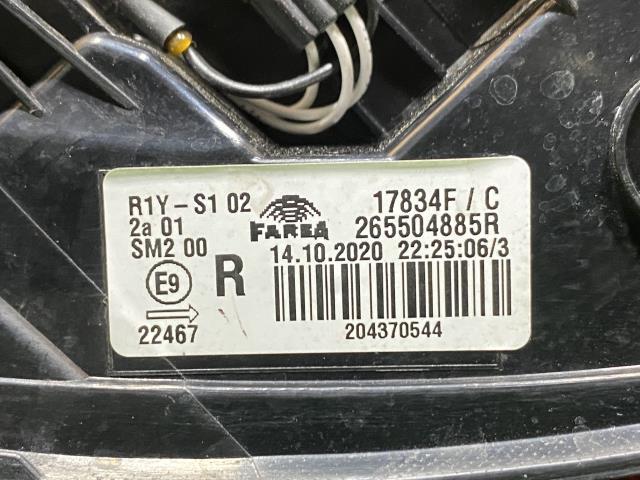 R1Y-S1 02
2a 01
SM2 00
FARBA
17834F / C
265504885R
14.10.2020 22:25:06/3
E9
R
22467
204370544